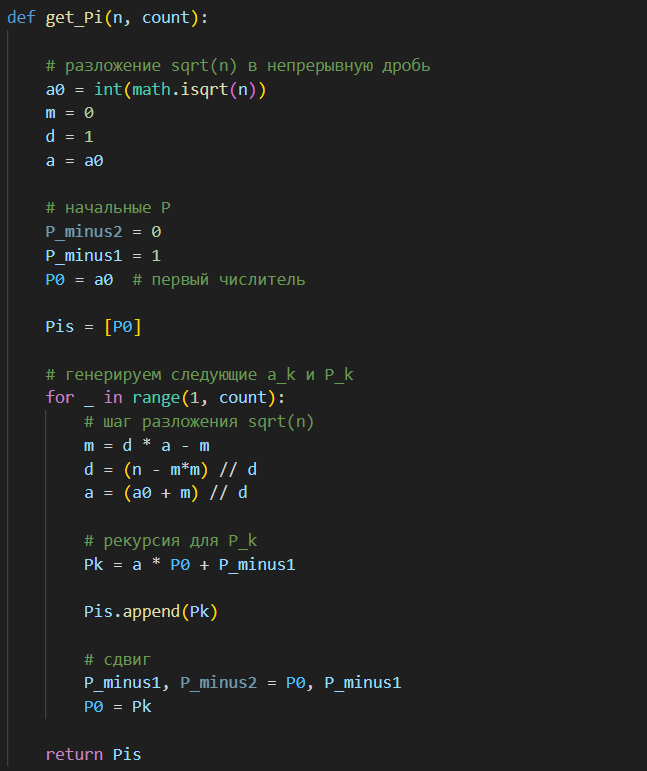 def get_Pi(n, count):
# разложение sqrt(n) в непрерывную дробь
a0 = int(math.isqrt(n))
m = 0
d = 1
a = a0
# начальные P
P_minus2 = 0
P_minus1 = 1
P0 = a0  # первый числитель
Pis = [P0]
# генерируем следующие a_k и P_k
for _ in range(1, count):
# шаг разложения sqrt(n)
m = d * a - m
d = (n - m*m) // d
a = (a0 + m) // d
# рекурсия для P_k
Pk = a * P0 + P_minus1
Pis.append(Pk)
# сдвиг
P_minus1, P_minus2 = P0, P_minus1
P0 = Pk
return Pis